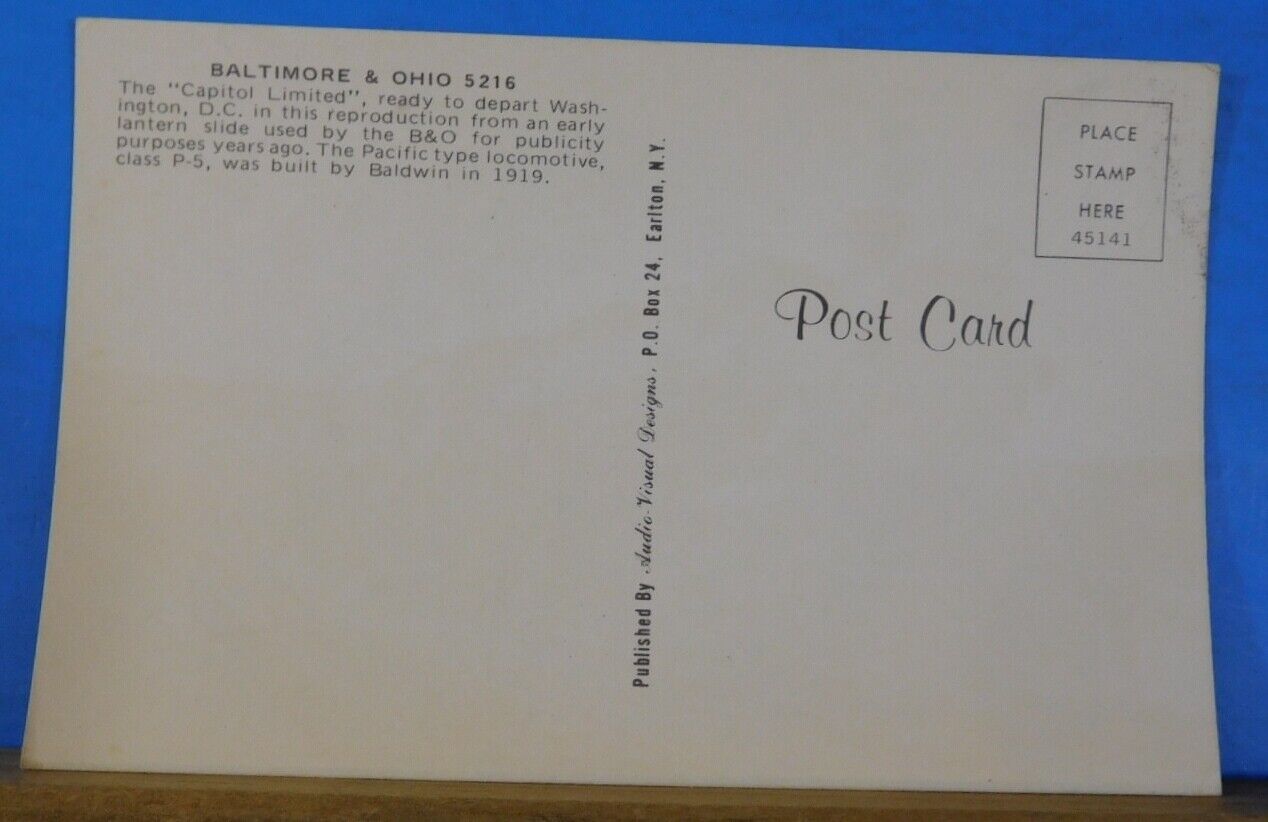 BALTIMORE & OHIO 5216
The "Capitol Limited", ready to depart Wash-
ington, D.C. in this reproduction from an early
lantern slide used by the B&O for publicity
purposes years ago. The Pacific type locomotive,
class P-5, was built by Baldwin in 1919.
Published By Audio-Visual Designs, P.O. Box 24, Earlton, N.Y.
PLACE
STAMP
HERE
45141
Post Card